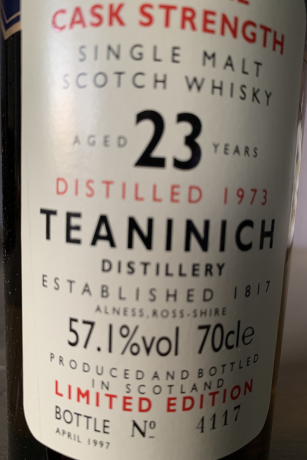 CASK STRENGTH
SINGLE MALT
SCOTCH WHISKY
AGED 23 YEARS
DISTILLED 1973
TEANINICH
DISTILLERY
ESTABLISHED 1817
ALNESS, ROSS-SHIRE
57.1%vol 70cle
PRODUCED AND BOTTLED
IN SCOTLAND
LIMITED EDITION
BOTTLE Nº 4117
APRIL 1997